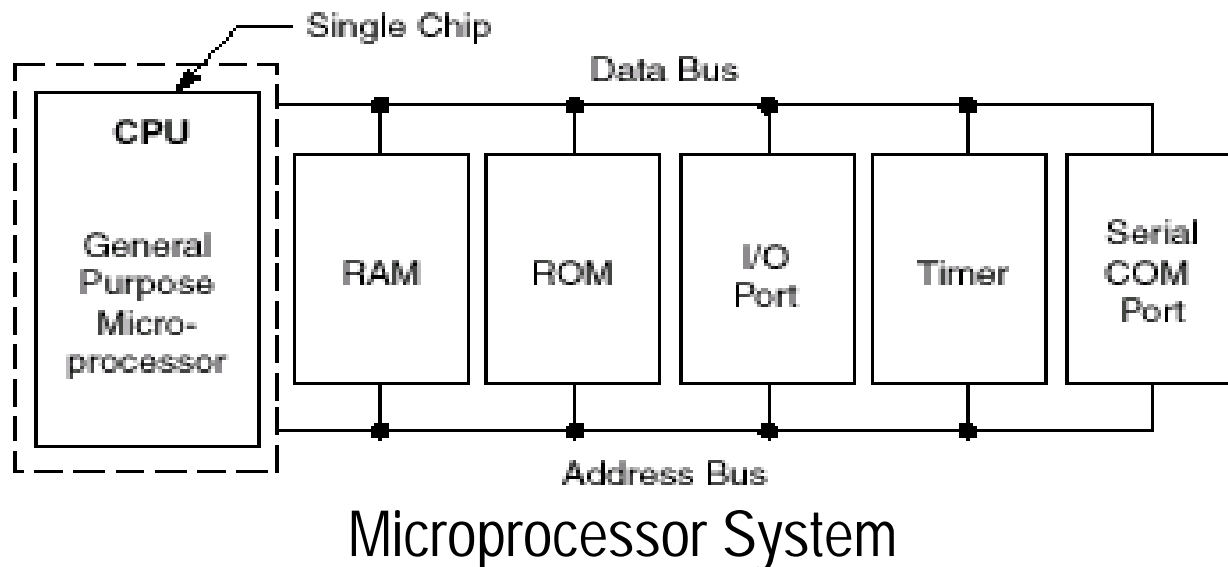 Single Chip
Data Bus
CPU
General
Purpose
Micro-
processor
RAM
ROM
I/O
Port
Timer
Serial
COM
Port
Address Bus
Microprocessor System